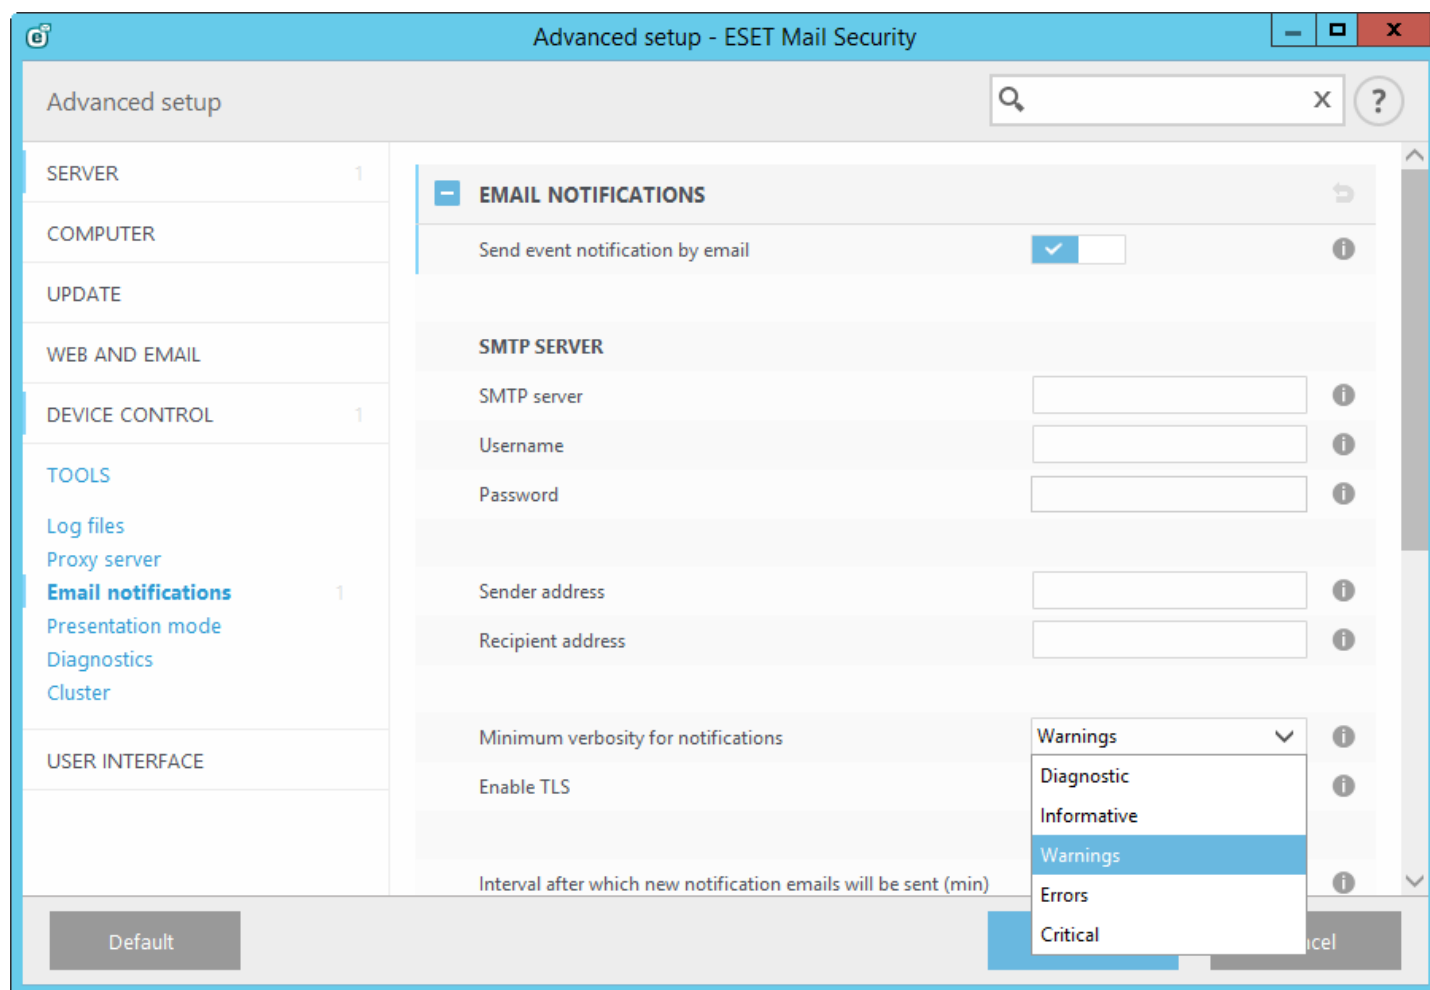 Advanced setup - ESET Mail Security
Advanced setup
SERVER 1
COMPUTER
UPDATE
WEB AND EMAIL
DEVICE CONTROL 1
TOOLS
Log files
Proxy server
Email notifications 1
Presentation mode
Diagnostics
Cluster
USER INTERFACE
EMAIL NOTIFICATIONS
Send event notification by email
SMTP SERVER
SMTP server
Username
Password
Sender address
Recipient address
Minimum verbosity for notifications Warnings
Diagnostic
Enable TLS
Informative
Warnings
Interval after which new notification emails will be sent (min)
Errors
Critical
Default